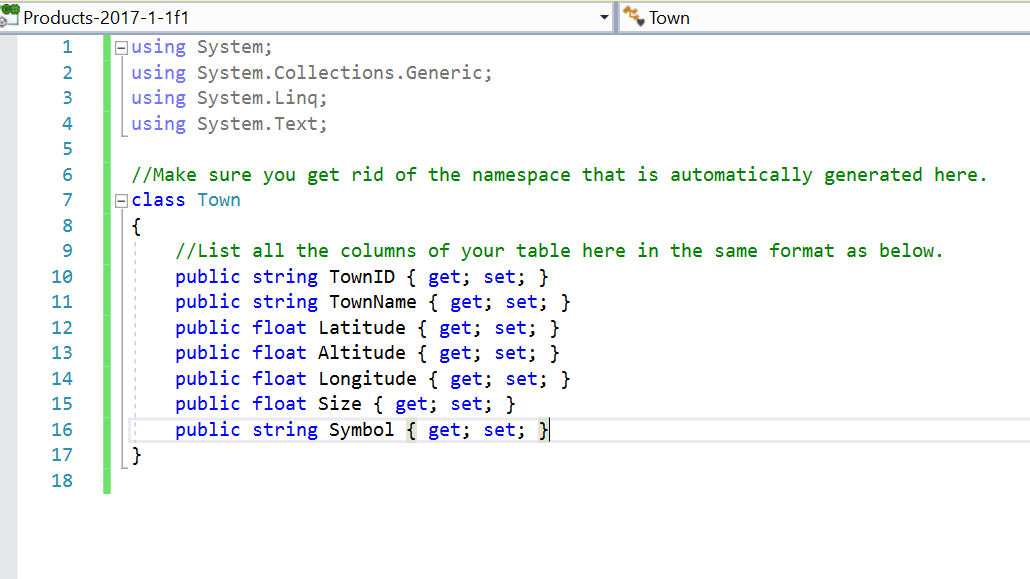 Products-2017-1-1f1 Town
1 using System;
2 using System.Collections.Generic;
3 using System.Linq;
4 using System.Text;
5
6 //Make sure you get rid of the namespace that is automatically generated here.
7 class Town
8 {
9 //List all the columns of your table here in the same format as below.
10 public string TownID { get; set; }
11 public string TownName { get; set; }
12 public float Latitude { get; set; }
13 public float Altitude { get; set; }
14 public float Longitude { get; set; }
15 public float Size { get; set; }
16 public string Symbol { get; set; }
17 }
18